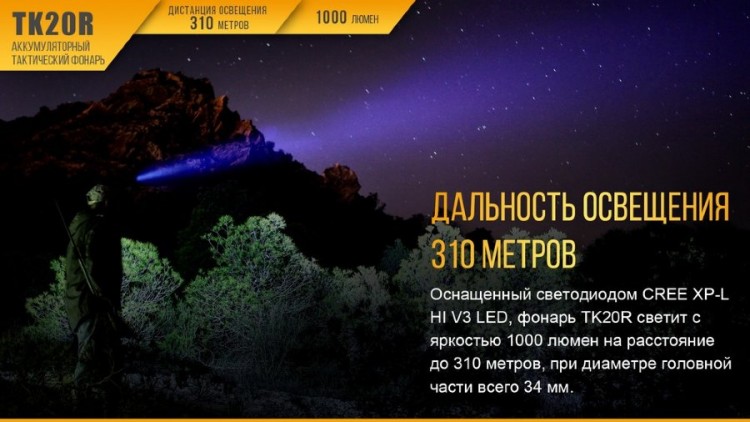 TK20R
АККУМУЛЯТОРНЫЙ
ТАКТИЧЕСКИЙ ФОНАРЬ
ДИСТАНЦИЯ ОСВЕЩЕНИЯ
310 МЕТРОВ
1000 ЛЮМЕН
ДАЛЬНОСТЬ ОСВЕЩЕНИЯ
310 МЕТРОВ
Оснащенный светодиодом CREE XP-L
HI V3 LED, фонарь TK20R светит с
яркостью 1000 люмен на расстояние
до 310 метров, при диаметре головной
части всего 34 мм.